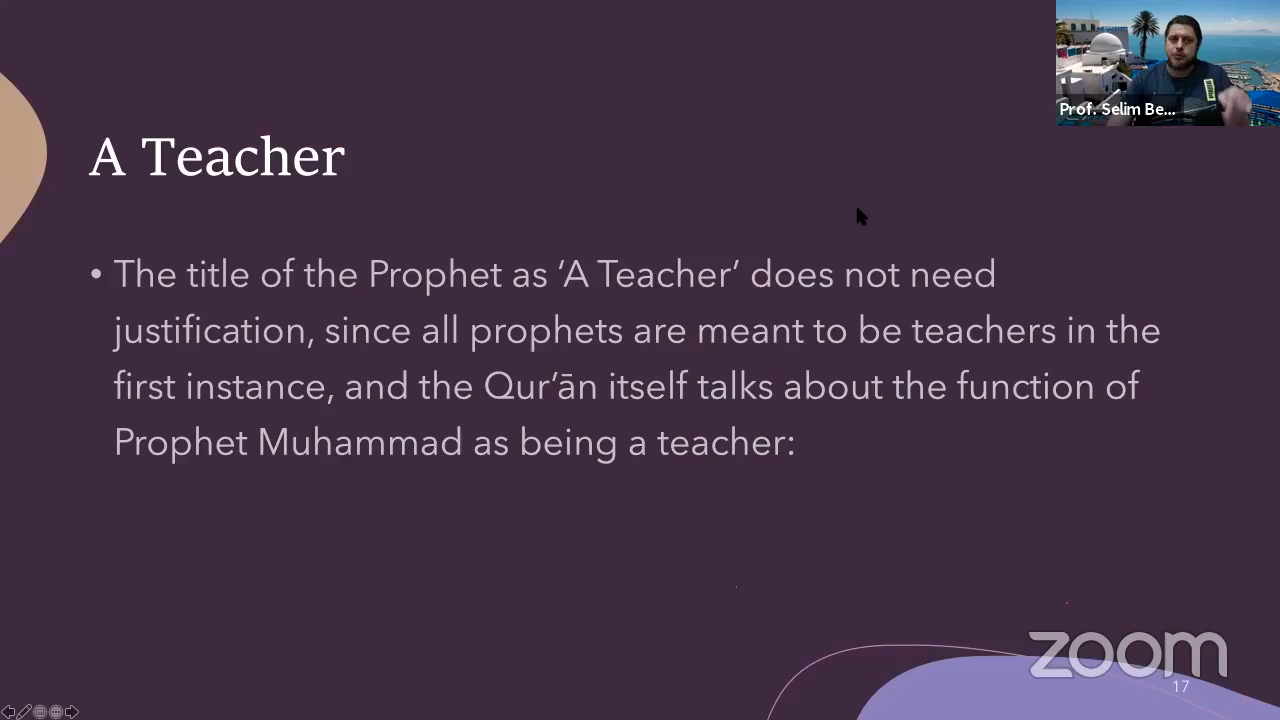 Prof. Selim Be...
A Teacher
• The title of the Prophet as ‘A Teacher’ does not need
justification, since all prophets are meant to be teachers in the
first instance, and the Qur’ān itself talks about the function of
Prophet Muhammad as being a teacher:
zoom
17